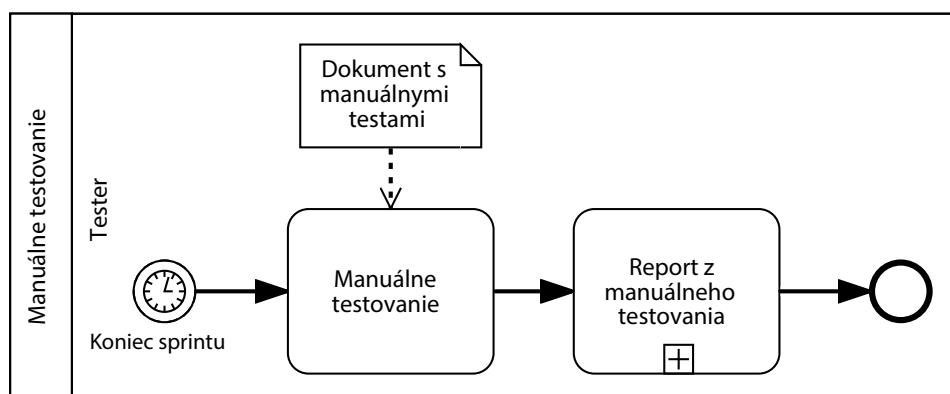 Manuálne testovanie
Tester
Dokument s
manuálnymi
testami
Koniec sprintu
Manuálne
testovanie
Report z
manuálneho
testovania